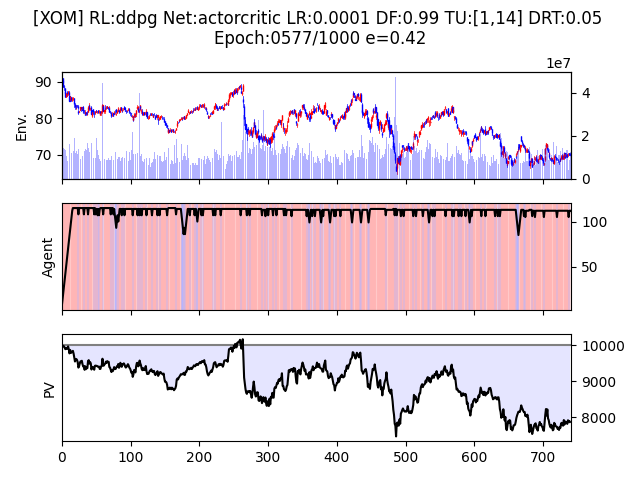 [XOM] RL:ddpg Net:actorcritic LR:0.0001 DF:0.99 TU:[1,14] DRT:0.05
Epoch:0577/1000 e=0.42
1e7
Env.
90
80
70
4
2
0
Agent
100
50
PV
10000
9000
8000
0 100 200 300 400 500 600 700